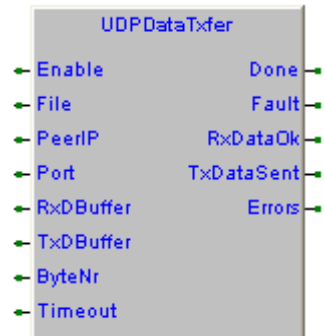 UDPDataTxfer
Enable Done
File Fault
PeerIP RxDataOk
Port TxDataSent
RxDBuffer Errors
TxDBuffer
ByteNr
Timeout